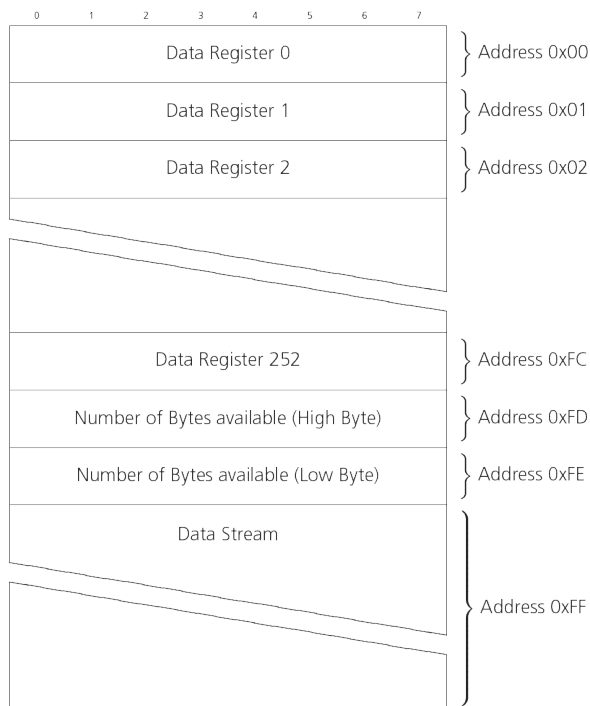 0 1 2 3 4 5 6 7
Data Register 0 Address 0x00
Data Register 1 Address 0x01
Data Register 2 Address 0x02
Data Register 252 Address 0xFC
Number of Bytes available (High Byte) Address 0xFD
Number of Bytes available (Low Byte) Address 0xFE
Data Stream
Address 0xFF